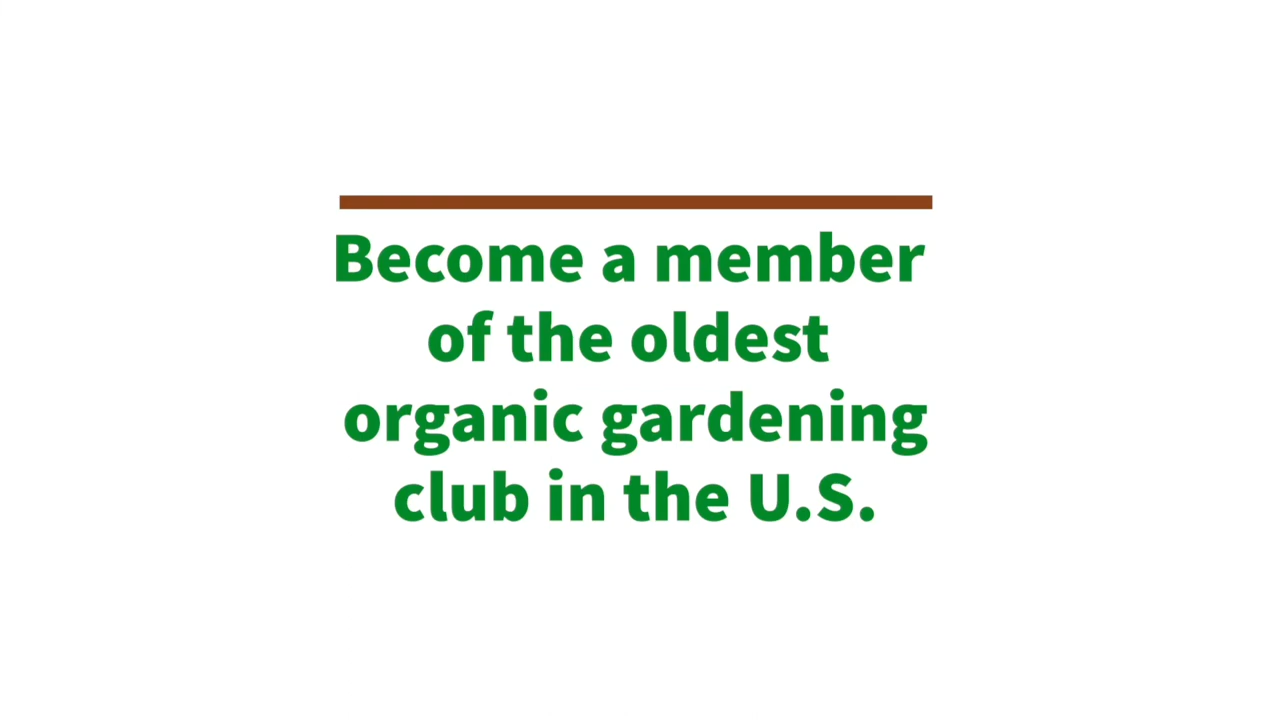 Become a member
of the oldest
organic gardening
club in the U.S.